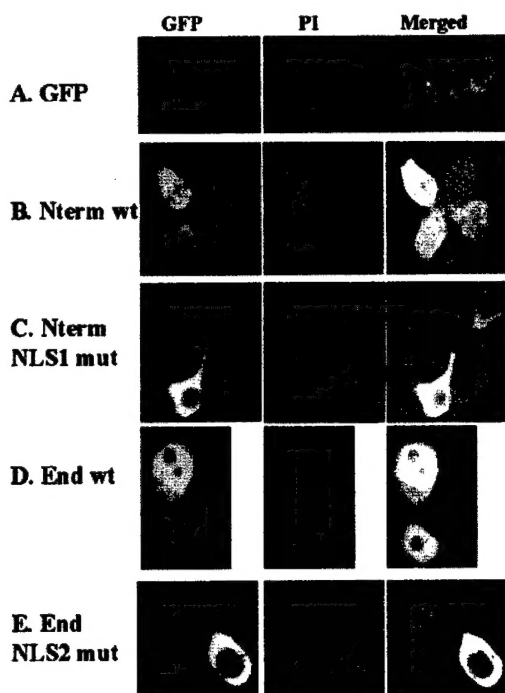 GFP PI Merged
A. GFP
B. Nterm wt
C. Nterm
NLS1 mut
D. End wt
E. End
NLS2 mut